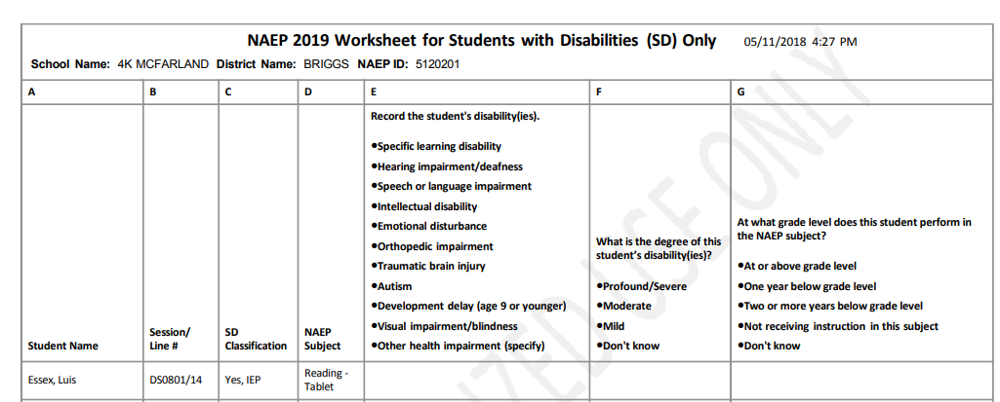 NAEP 2019 Worksheet for Students with Disabilities (SD) Only 05/11/2018 4:27 PM
School Name: 4K MCFARLAND District Name: BRIGGS NAEP ID: 5120201
A B C D E F G
Student Name
Session/
Line #
SD
Classification
NAEP
Subject
Record the student's disability(ies).
•Specific learning disability
•Hearing impairment/deafness
•Speech or language impairment
•Intellectual disability
•Emotional disturbance
•Orthopedic impairment
•Traumatic brain injury
•Autism
•Development delay (age 9 or younger)
•Visual impairment/blindness
•Other health impairment (specify)
What is the degree of this
student’s disability(ies)?
•Profound/Severe
•Moderate
•Mild
•Don't know
At what grade level does this student perform in
the NAEP subject?
•At or above grade level
•One year below grade level
•Two or more years below grade level
•Not receiving instruction in this subject
•Don't know
Essex, Luis DS0801/14 Yes, IEP Reading -
Tablet
USE ONLY